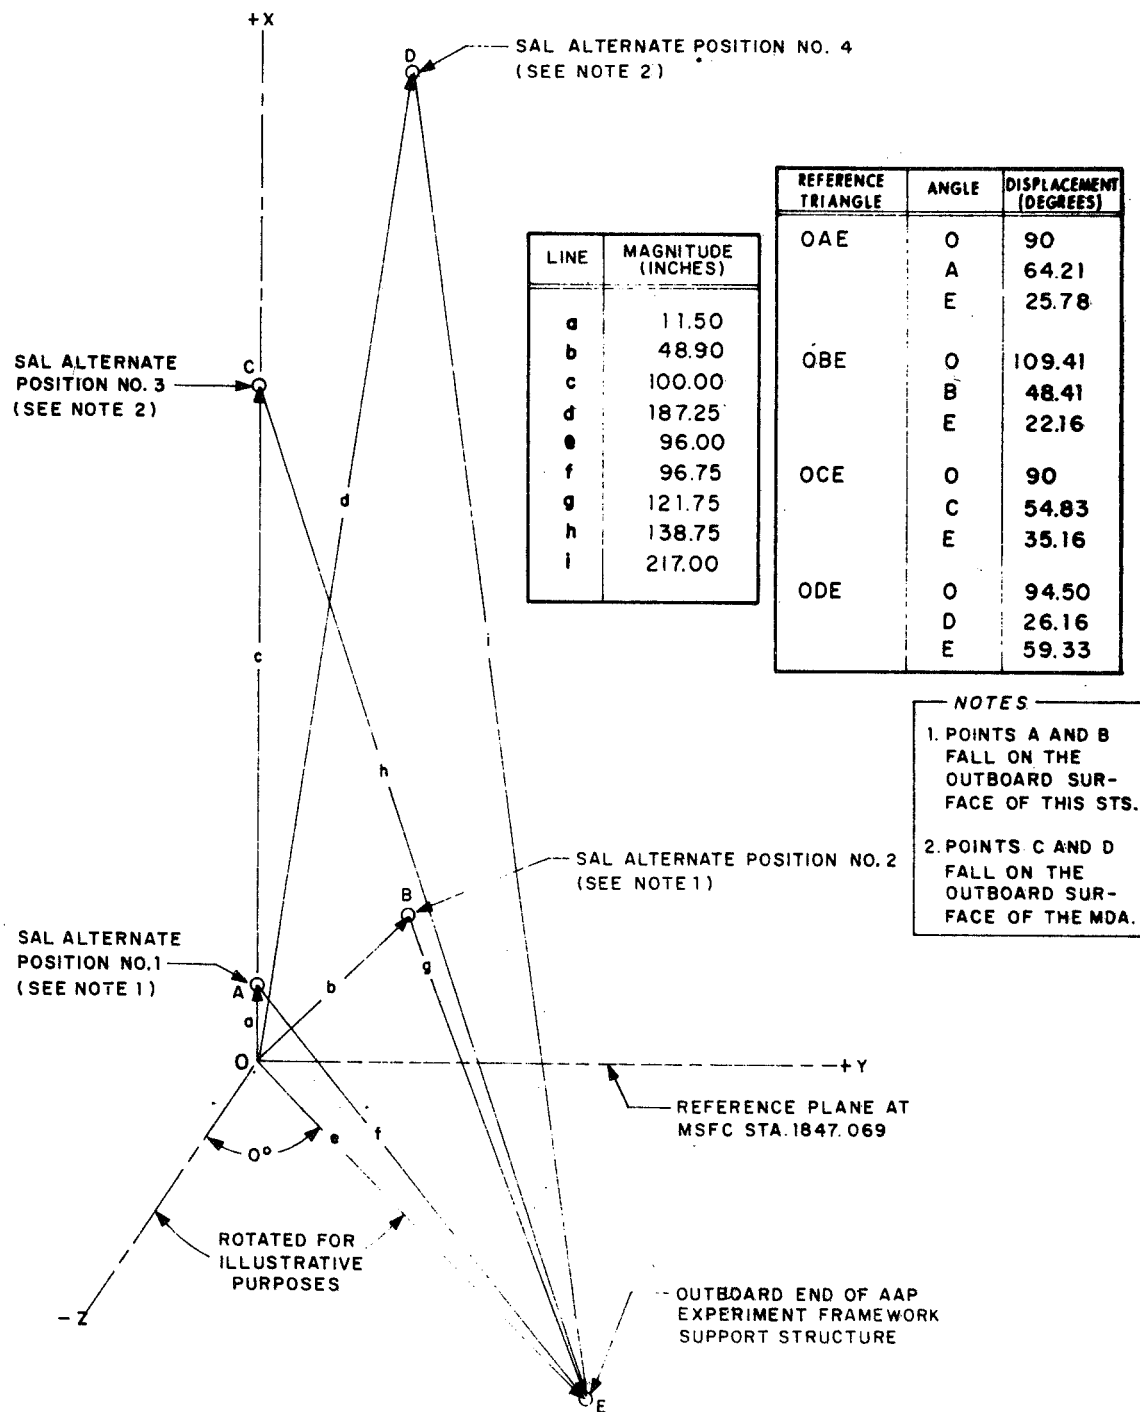 +X
D
SAL ALTERNATE POSITION NO. 4
(SEE NOTE 2)
REFERENCE TRIANGLE ANGLE DISPLACEMENT (DEGREES)
OAE O 90
A 64.21
E 25.78
OBE O 109.41
B 48.41
E 22.16
OCE O 90
C 54.83
E 35.16
ODE O 94.50
D 26.16
E 59.33
LINE MAGNITUDE (INCHES)
a 11.50
b 48.90
c 100.00
d 187.25
e 96.00
f 96.75
g 121.75
h 138.75
i 217.00
SAL ALTERNATE
POSITION NO. 3
(SEE NOTE 2)
C
d
c
i
h
NOTES
1. POINTS A AND B
FALL ON THE
OUTBOARD SUR-
FACE OF THIS STS.
2. POINTS C AND D
FALL ON THE
OUTBOARD SUR-
FACE OF THE MDA.
SAL ALTERNATE POSITION NO. 2
(SEE NOTE 1)
B
SAL ALTERNATE
POSITION NO. 1
(SEE NOTE 1)
A
a
b
g
O
+Y
REFERENCE PLANE AT
MSFC STA. 1847.069
e
f
0°
ROTATED FOR
ILLUSTRATIVE
PURPOSES
-Z
OUTBOARD END OF AAP
EXPERIMENT FRAMEWORK
SUPPORT STRUCTURE
E